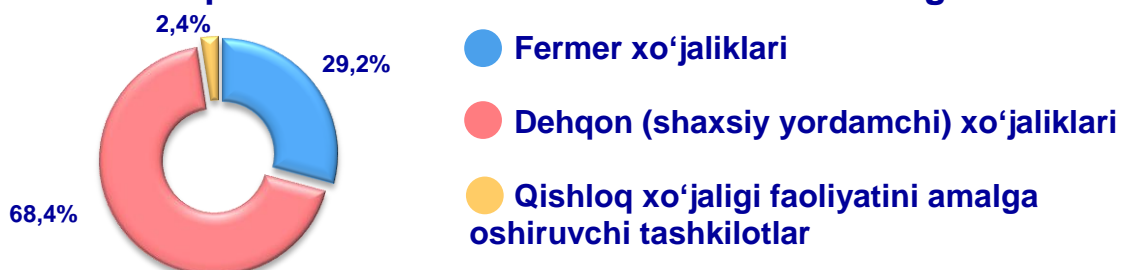 2,4%
29,2%
68,4%
Fermer xo‘jaliklari
Dehqon (shaxsiy yordamchi) xo‘jaliklari
Qishloq xo‘jaligi faoliyatini amalga
oshiruvchi tashkilotlar